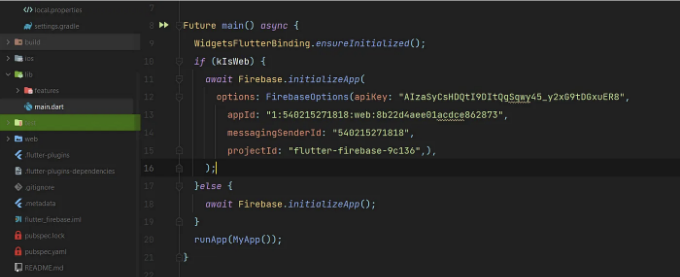 local.properties
settings.gradle
build
ios
lib
features
main.dart
test
web
.flutter-plugins
.flutter-plugins-dependencies
.gitignore
.metadata
flutter_firebase.iml
pubspec.lock
pubspec.yaml
README.md
7
8 Future main() async {
9 WidgetsFlutterBinding.ensureInitialized();
10 if (kIsWeb) {
11 await Firebase.initializeApp(
12 options: FirebaseOptions(apiKey: "AIzaSyCsHDQtI9DItQgSqwy45_y2xG9tDGxuER8",
13 appId: "1:540215271818:web:8b22d4aee01acdce862873",
14 messagingSenderId: "540215271818",
15 projectId: "flutter-firebase-9c136",),
16 );
17 }else {
18 await Firebase.initializeApp();
19 }
20 runApp(MyApp());
21 }